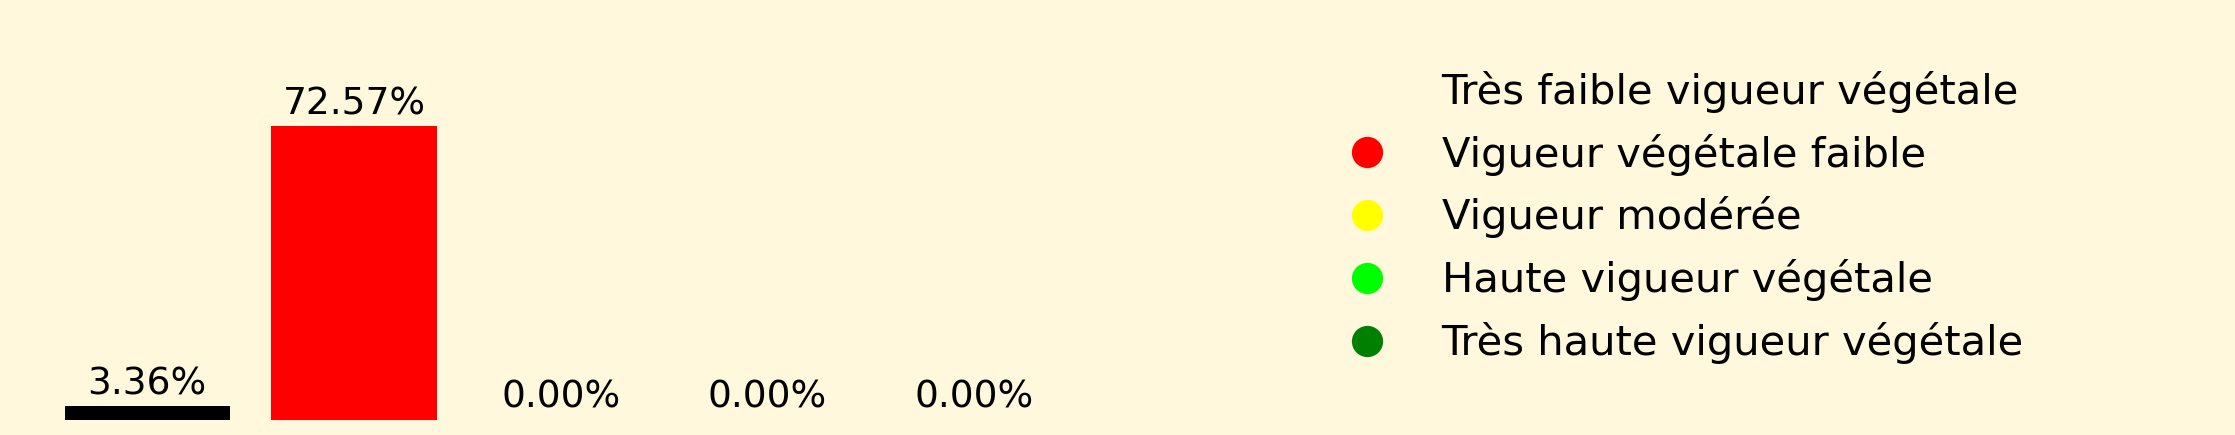 72.57%
3.36%
0.00%
0.00%
0.00%
Très faible vigueur végétale
Vigueur végétale faible
Vigueur modérée
Haute vigueur végétale
Très haute vigueur végétale